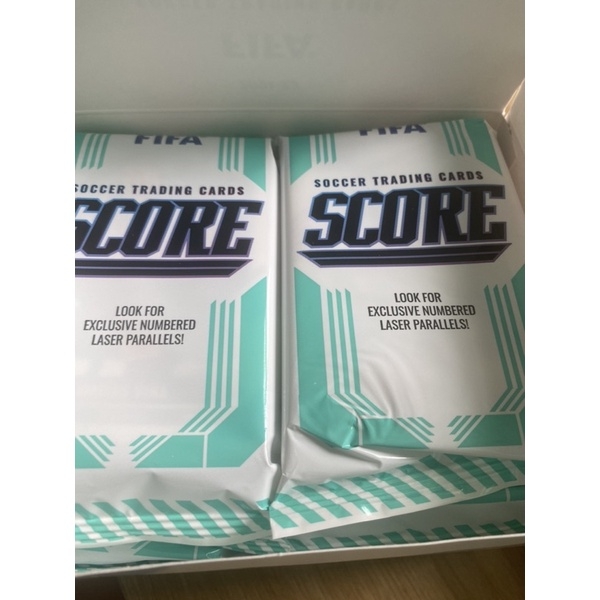 FIFA
SOCCER TRADING CARDS
SCORE
LOOK FOR
EXCLUSIVE NUMBERED
LASER PARALLELS!
FIFA
SOCCER TRADING CARDS
SCORE
LOOK FOR
EXCLUSIVE NUMBERED
LASER PARALLELS!